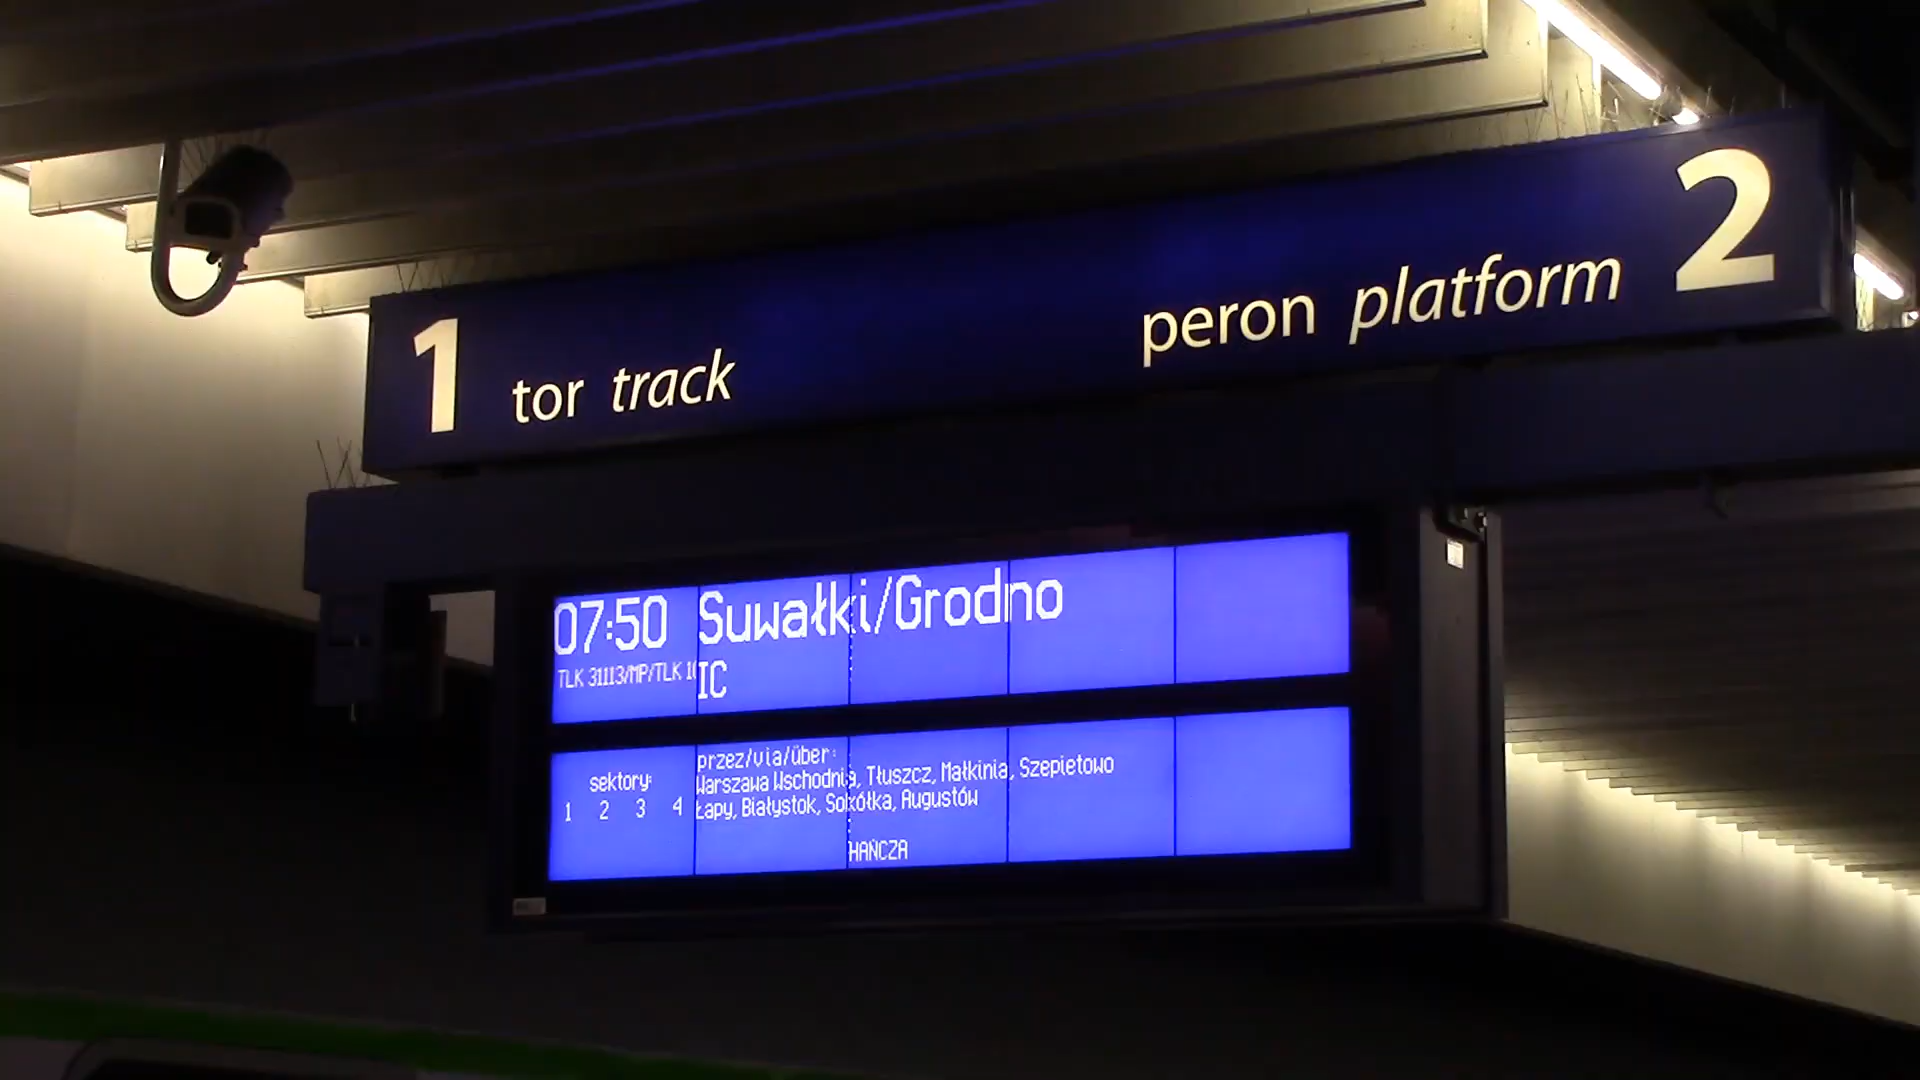 1 tor track peron platform 2
07:50 Suwałki/Grodno
TLK 31113/MP/TLK 10 IC
sektory:
1 2 3 4
przez/via/über:
Warszawa Wschodnia, Tłuszcz, Małkinia, Szepietowo
Łapy, Białystok, Sokółka, Augustów
HAŃCZA